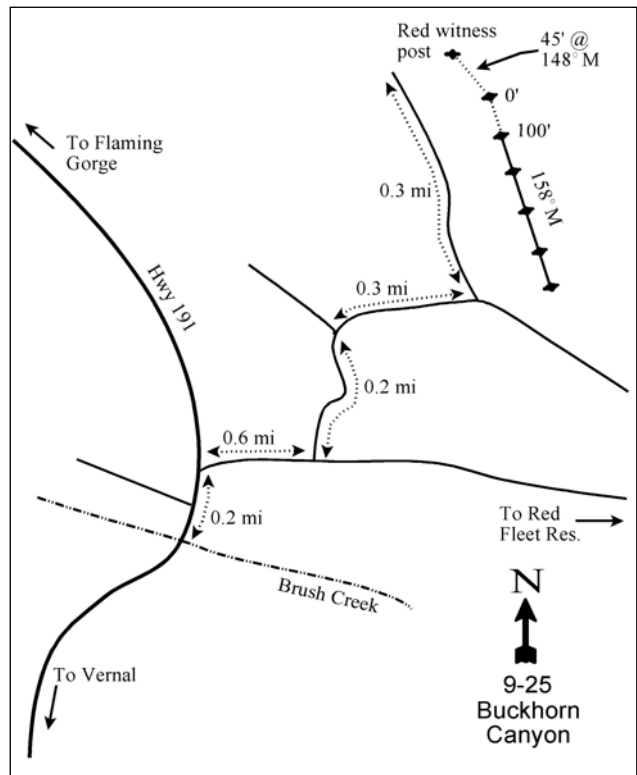 Red witness
post
45' @
148° M
0'
100'
158° M
To Flaming
Gorge
0.3 mi
Hwy 191
0.3 mi
0.2 mi
0.6 mi
0.2 mi
To Red
Fleet Res.
Brush Creek
N
To Vernal
9-25
Buckhorn
Canyon